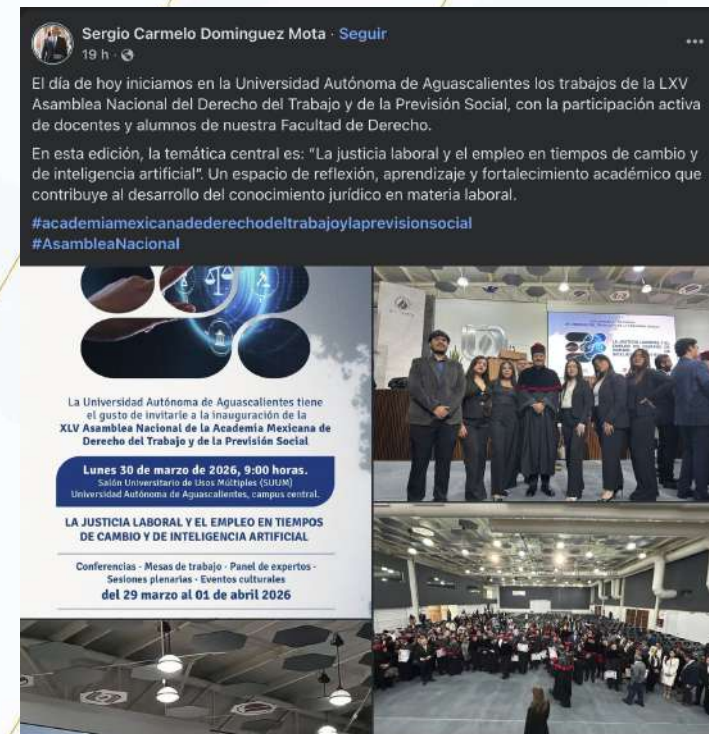 Sergio Carmelo Dominguez Mota · Seguir
19 h ·
El día de hoy iniciamos en la Universidad Autónoma de Aguascalientes los trabajos de la LXV
Asamblea Nacional del Derecho del Trabajo y de la Previsión Social, con la participación activa
de docentes y alumnos de nuestra Facultad de Derecho.
En esta edición, la temática central es: “La justicia laboral y el empleo en tiempos de cambio y
de inteligencia artificial”. Un espacio de reflexión, aprendizaje y fortalecimiento académico que
contribuye al desarrollo del conocimiento jurídico en materia laboral.
#academiamexicanadederechodeltrabajoylaprevisionsocial
#AsambleaNacional
La Universidad Autónoma de Aguascalientes tiene
el gusto de invitarle a la inauguración de la
XLV Asamblea Nacional de la Academia Mexicana de
Derecho del Trabajo y de la Previsión Social
Lunes 30 de marzo de 2026, 9:00 horas.
Salón Universitario de Usos Múltiples (SUUM)
Universidad Autónoma de Aguascalientes, campus central.
LA JUSTICIA LABORAL Y EL EMPLEO EN TIEMPOS
DE CAMBIO Y DE INTELIGENCIA ARTIFICIAL
Conferencias · Mesas de trabajo · Panel de expertos ·
Sesiones plenarias · Eventos culturales
del 29 marzo al 01 de abril 2026
LA JUSTICIA LABORAL Y EL